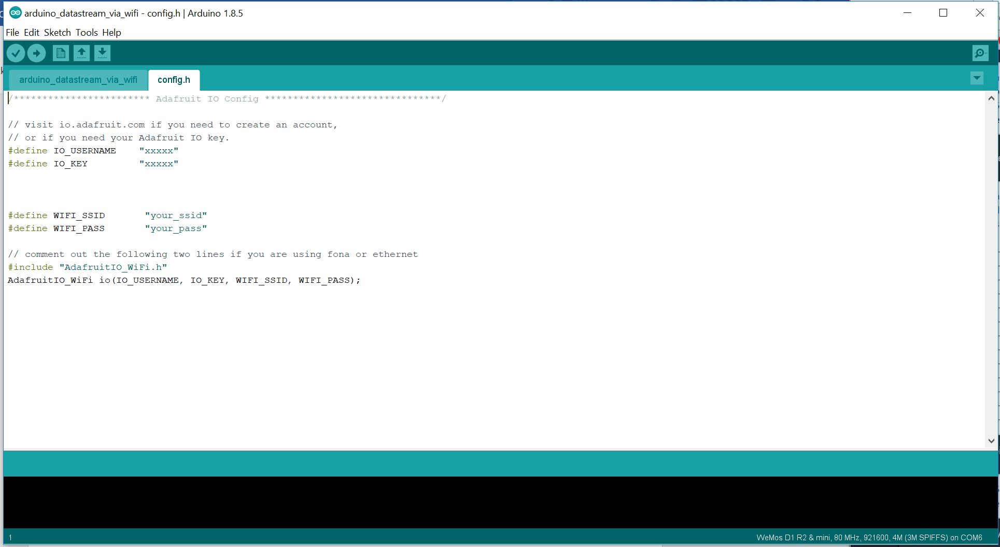 arduino_datastream_via_wifi - config.h | Arduino 1.8.5
File Edit Sketch Tools Help
arduino_datastream_via_wifi config.h
/************************ Adafruit IO Config *******************************/
// visit io.adafruit.com if you need to create an account,
// or if you need your Adafruit IO key.
#define IO_USERNAME    "xxxxx"
#define IO_KEY         "xxxxx"
#define WIFI_SSID       "your_ssid"
#define WIFI_PASS       "your_pass"
// comment out the following two lines if you are using fona or ethernet
#include "AdafruitIO_WiFi.h"
AdafruitIO_WiFi io(IO_USERNAME, IO_KEY, WIFI_SSID, WIFI_PASS);
1 WeMos D1 R2 & mini, 80 MHz, 921600, 4M (3M SPIFFS) on COM6